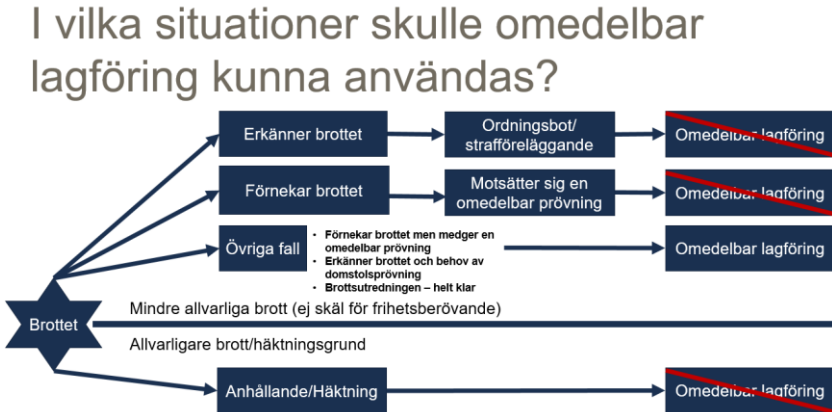 I vilka situationer skulle omedelbar
lagföring kunna användas?
Erkänner brottet
Ordningsbot/
strafföreläggande
Omedelbar lagföring
Förnekar brottet
Motsätter sig en
omedelbar prövning
Omedelbar lagföring
Övriga fall
• Förnekar brottet men medger en
omedelbar prövning
• Erkänner brottet och behov av
domstolsprövning
• Brottsutredningen – helt klar
Omedelbar lagföring
Mindre allvarliga brott (ej skäl för frihetsberövande)
Brottet
Allvarligare brott/häktningsgrund
Anhållande/Häktning
Omedelbar lagföring